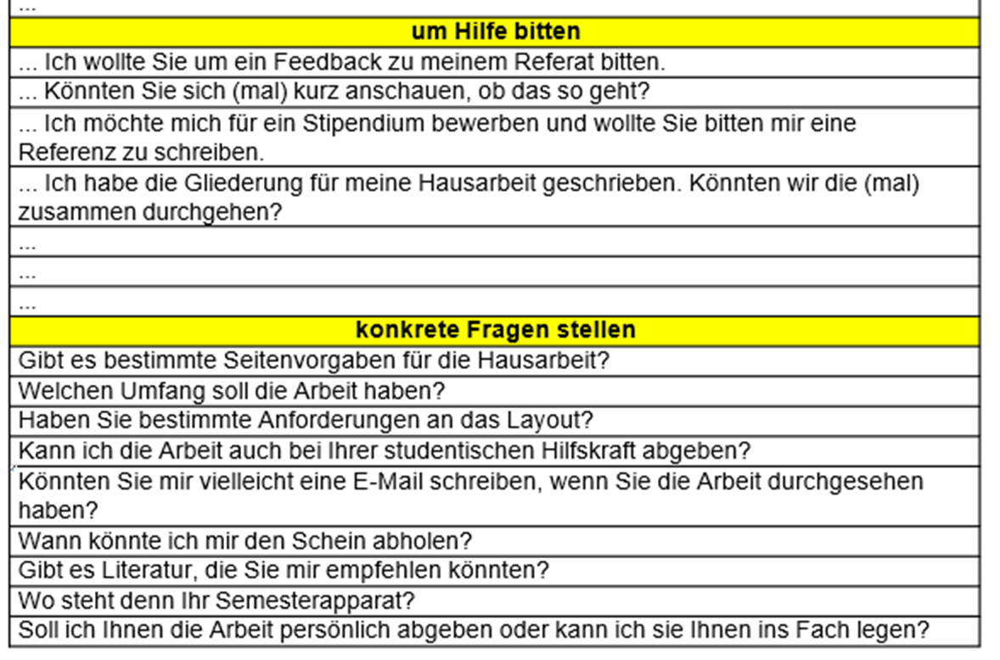 ...
um Hilfe bitten
... Ich wollte Sie um ein Feedback zu meinem Referat bitten.
... Könnten Sie sich (mal) kurz anschauen, ob das so geht?
... Ich möchte mich für ein Stipendium bewerben und wollte Sie bitten mir eine
Referenz zu schreiben.
... Ich habe die Gliederung für meine Hausarbeit geschrieben. Könnten wir die (mal)
zusammen durchgehen?
...
...
...
konkrete Fragen stellen
Gibt es bestimmte Seitenvorgaben für die Hausarbeit?
Welchen Umfang soll die Arbeit haben?
Haben Sie bestimmte Anforderungen an das Layout?
Kann ich die Arbeit auch bei Ihrer studentischen Hilfskraft abgeben?
Könnten Sie mir vielleicht eine E-Mail schreiben, wenn Sie die Arbeit durchgesehen
haben?
Wann könnte ich mir den Schein abholen?
Gibt es Literatur, die Sie mir empfehlen könnten?
Wo steht denn Ihr Semesterapparat?
Soll ich Ihnen die Arbeit persönlich abgeben oder kann ich sie Ihnen ins Fach legen?